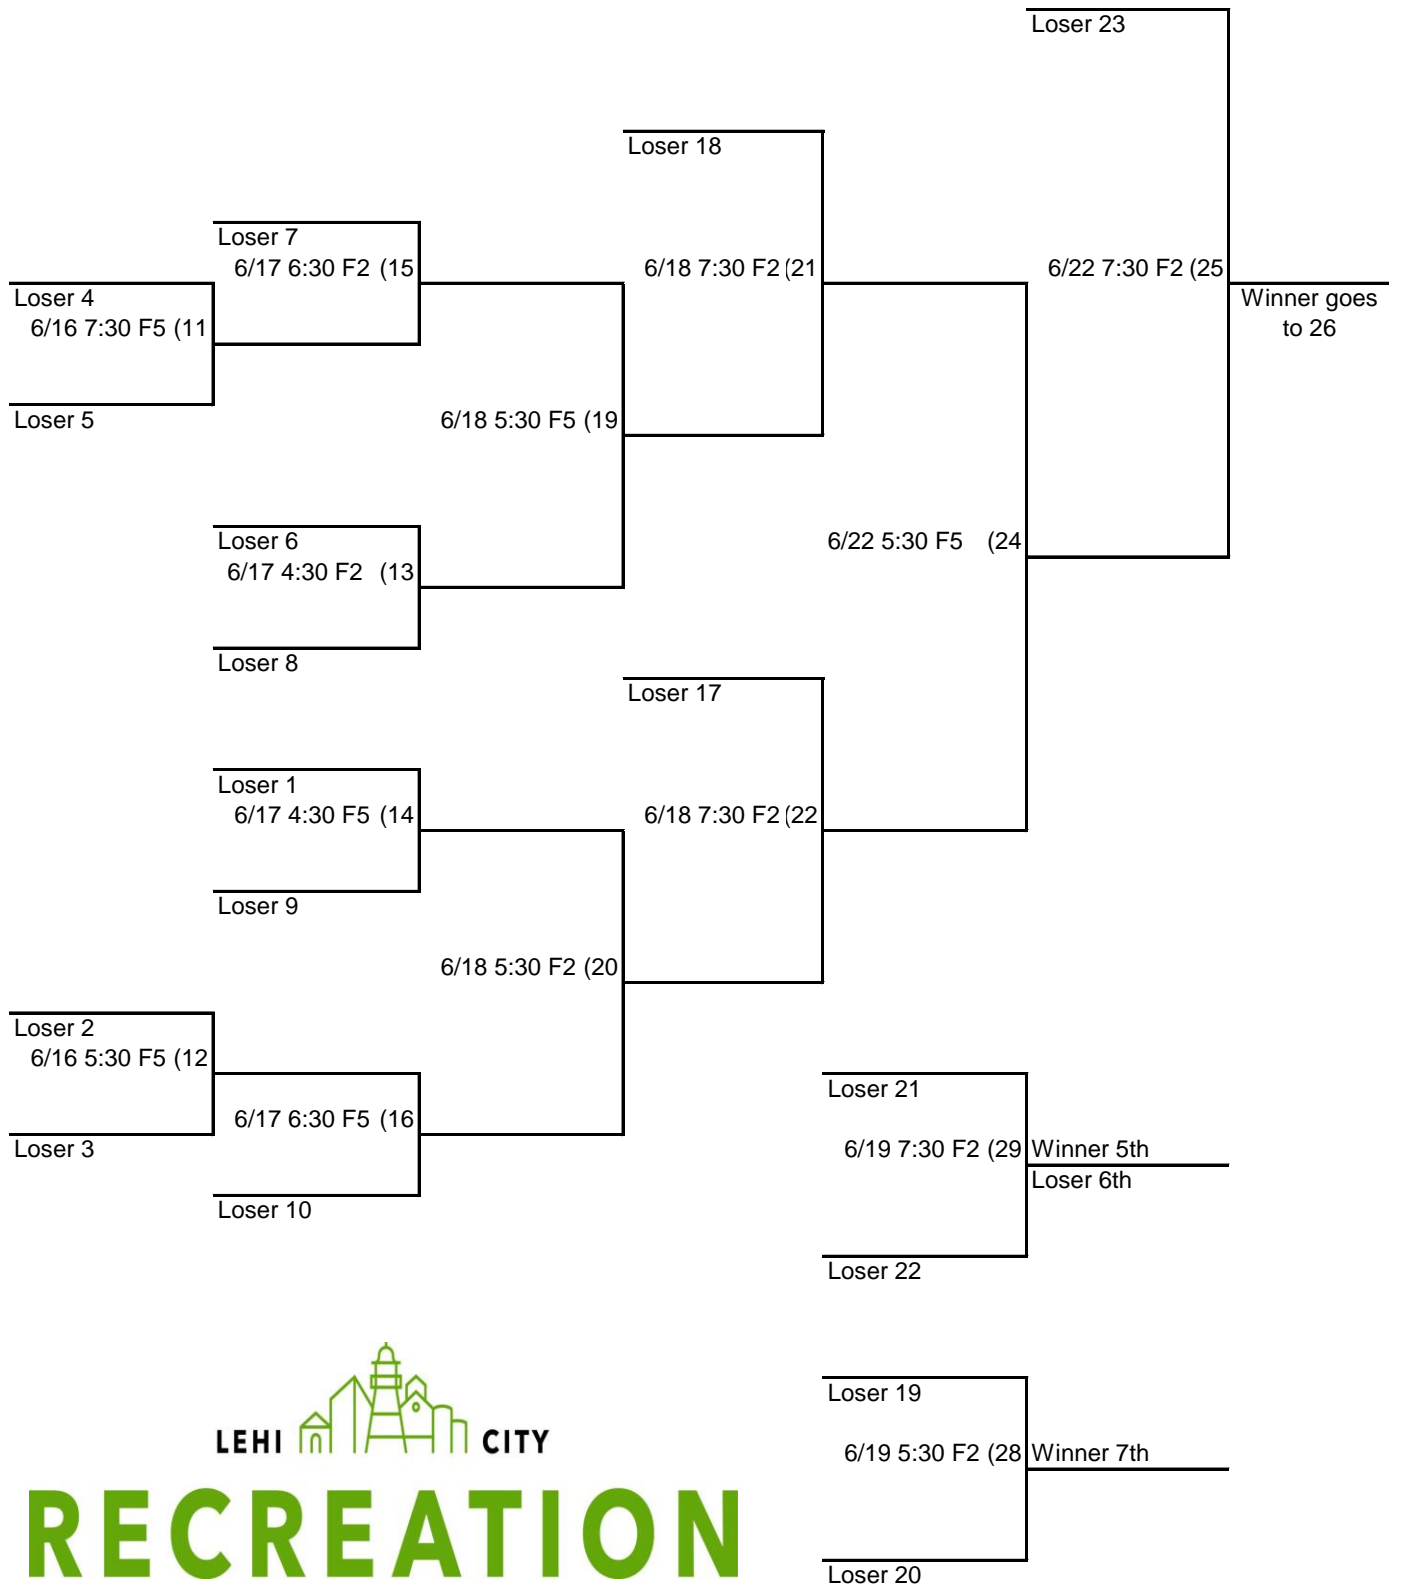 Loser 23
Loser 18
Loser 7
6/17 6:30 F2 (15
6/18 7:30 F2 (21
6/22 7:30 F2 (25
Loser 4
Winner goes
to 26
6/16 7:30 F5 (11
Loser 5
6/18 5:30 F5 (19
Loser 6
6/22 5:30 F5 (24
6/17 4:30 F2 (13
Loser 8
Loser 17
Loser 1
6/17 4:30 F5 (14
6/18 7:30 F2 (22
Loser 9
6/18 5:30 F2 (20
Loser 2
6/16 5:30 F5 (12
Loser 21
6/17 6:30 F5 (16
Loser 3
6/19 7:30 F2 (29 Winner 5th
Loser 6th
Loser 10
Loser 22
Loser 19
LEHI CITY
6/19 5:30 F2 (28 Winner 7th
RECREATION
Loser 20